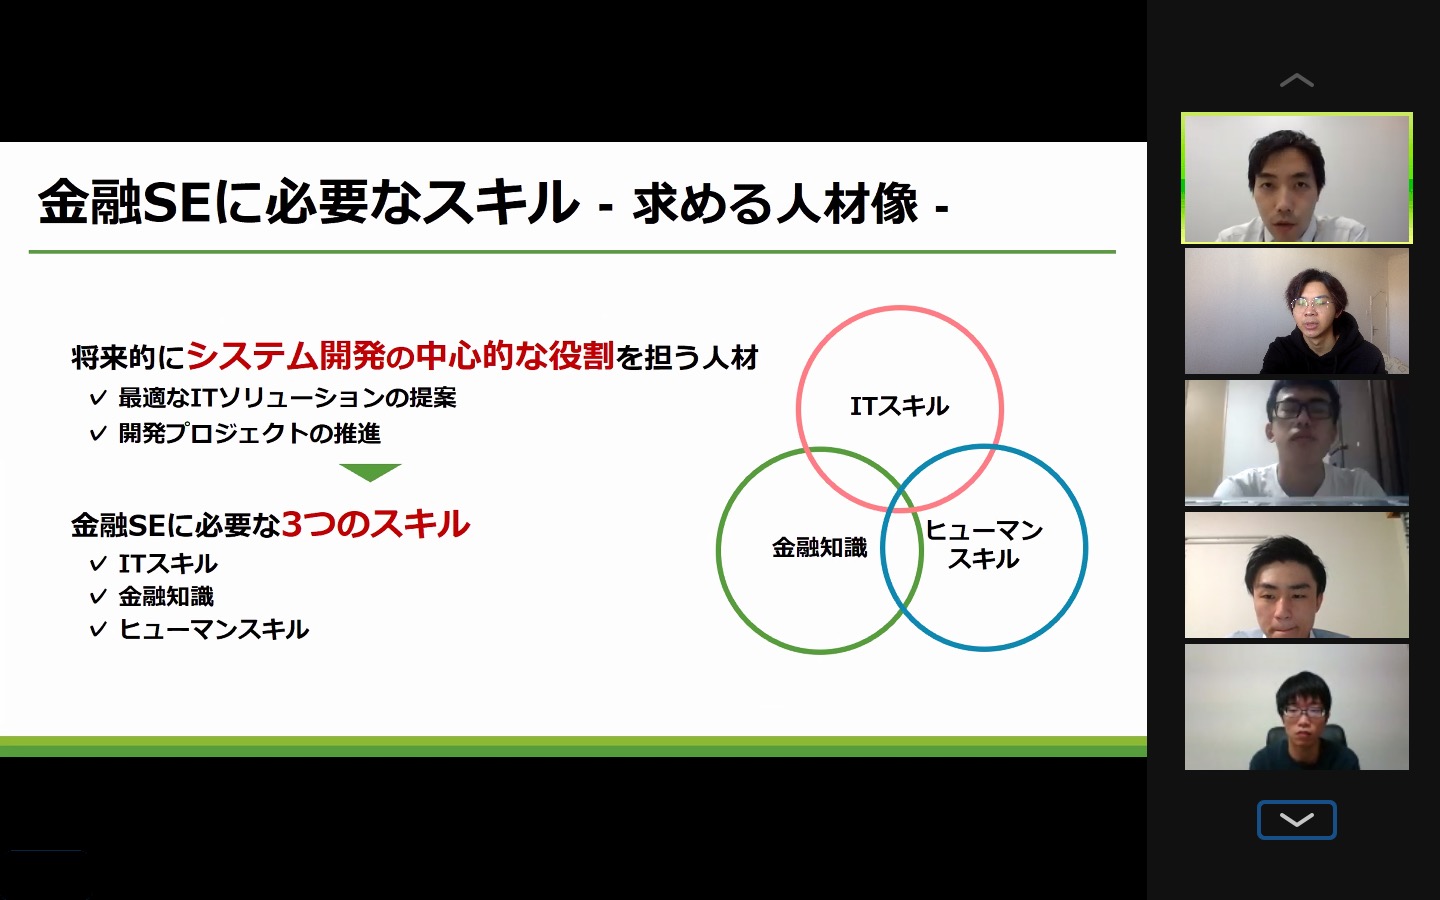 金融SEに必要なスキル - 求める人材像 -
将来的にシステム開発の中心的な役割を担う人材
✓ 最適なITソリューションの提案
✓ 開発プロジェクトの推進
金融SEに必要な3つのスキル
✓ ITスキル
✓ 金融知識
✓ ヒューマンスキル
ITスキル
金融知識
ヒューマン
スキル